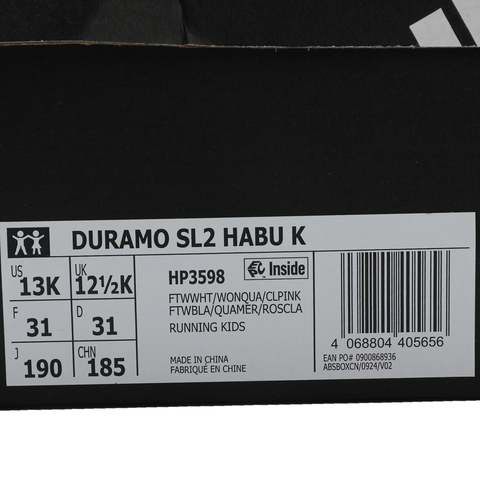 DURAMO SL2 HABU K
US 13K UK 12½K
F 31 D 31
J 190 CHN 185
HP3598 Inside
FTWWHT/WONQUA/CLPINK
FTWBLA/QUAMER/ROSCLA
RUNNING KIDS
MADE IN CHINA
FABRIQUÉ EN CHINE
4 068804 405656
EAN PO# 0900868936
ABSBOXCN/0924/V02